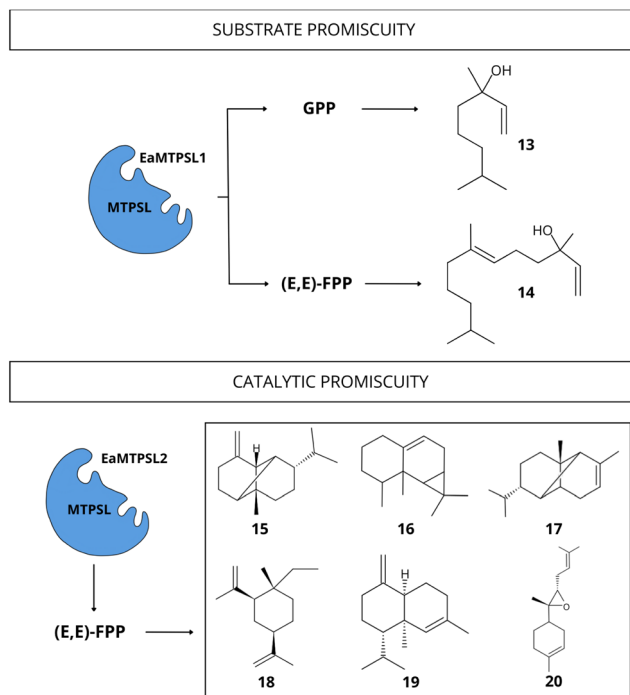 SUBSTRATE PROMISCUITY
OH
GPP
13
EaMTPSL1
MTPSL
HO
(E,E)-FPP
14
CATALYTIC PROMISCUITY
EaMTPSL2
MTPSL
H
15
16
17
(E,E)-FPP
H
O
18
19
20